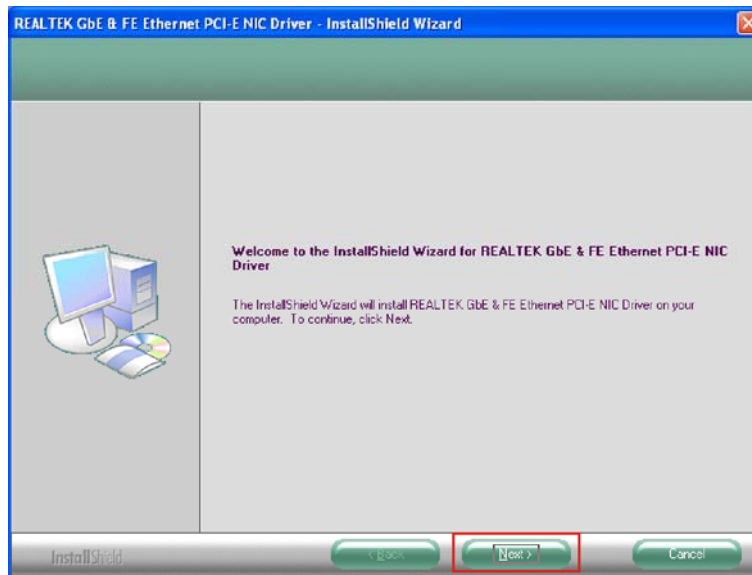 REALTEK GbE & FE Ethernet PCI-E NIC Driver - InstallShield Wizard
Welcome to the InstallShield Wizard for REALTEK GbE & FE Ethernet PCI-E NIC
Driver
The InstallShield Wizard will install REALTEK GbE & FE Ethernet PCI-E NIC Driver on your
computer. To continue, click Next.
InstallShield
< Back
Next >
Cancel